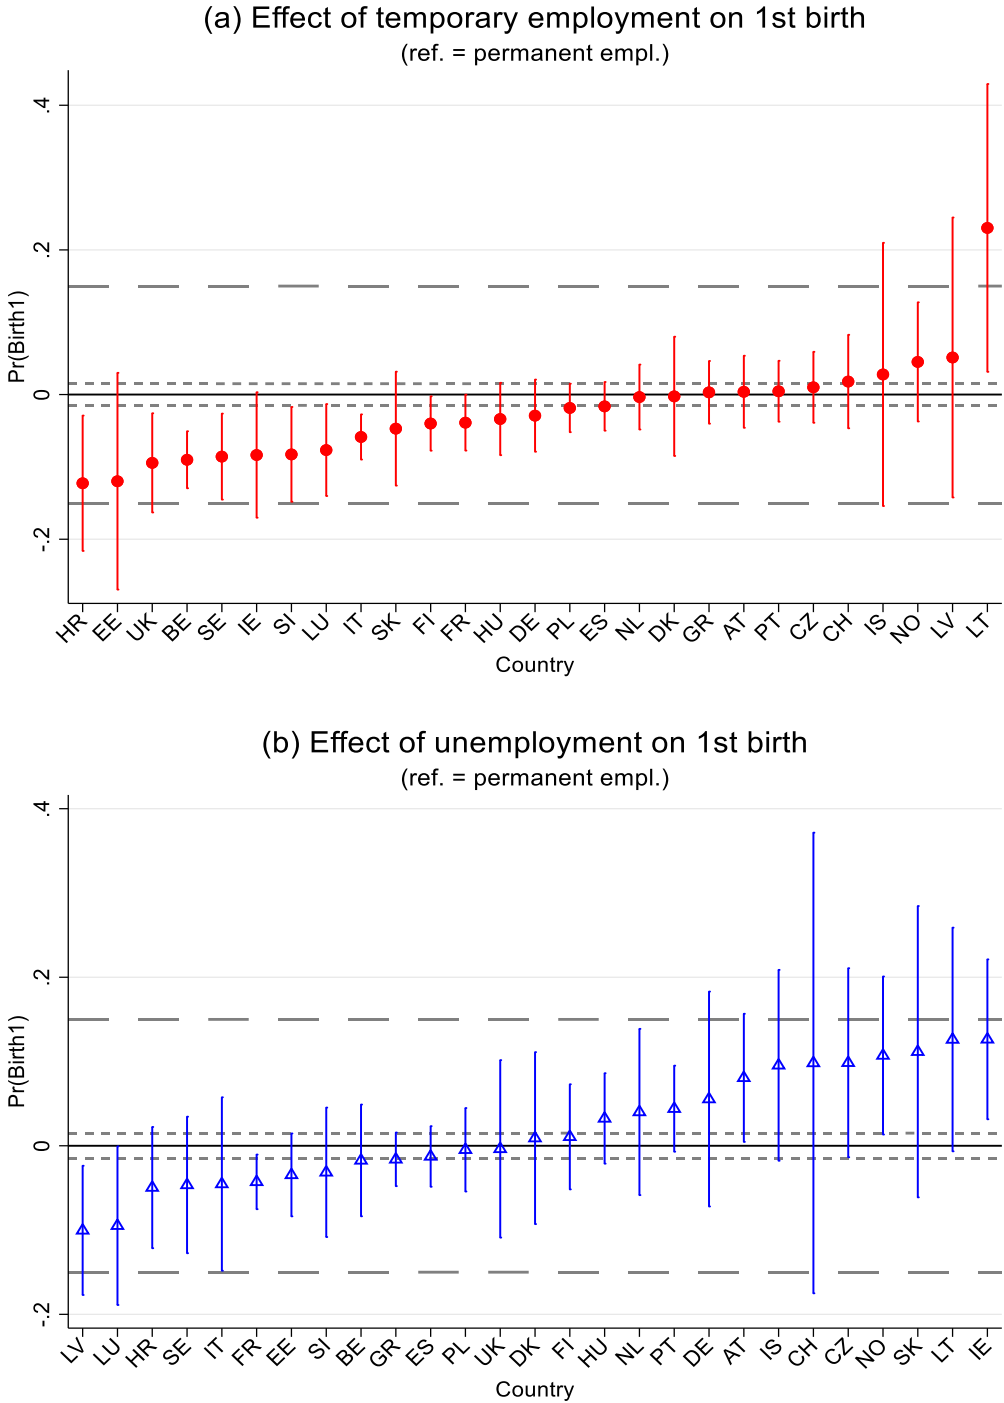 (a) Effect of temporary employment on 1st birth
(ref. = permanent empl.)
Pr(Birth1)
.4
.2
0
-.2
HR EE UK BE SE IE SI LU IT SK FI FR HU DE PL ES NL DK GR AT PT CZ CH IS NO LV LT
Country
(b) Effect of unemployment on 1st birth
(ref. = permanent empl.)
Pr(Birth1)
.4
.2
0
-.2
LV LU HR SE IT FR EE SI BE GR ES PL UK DK FI HU NL PT DE AT IS CH CZ NO SK LT IE
Country